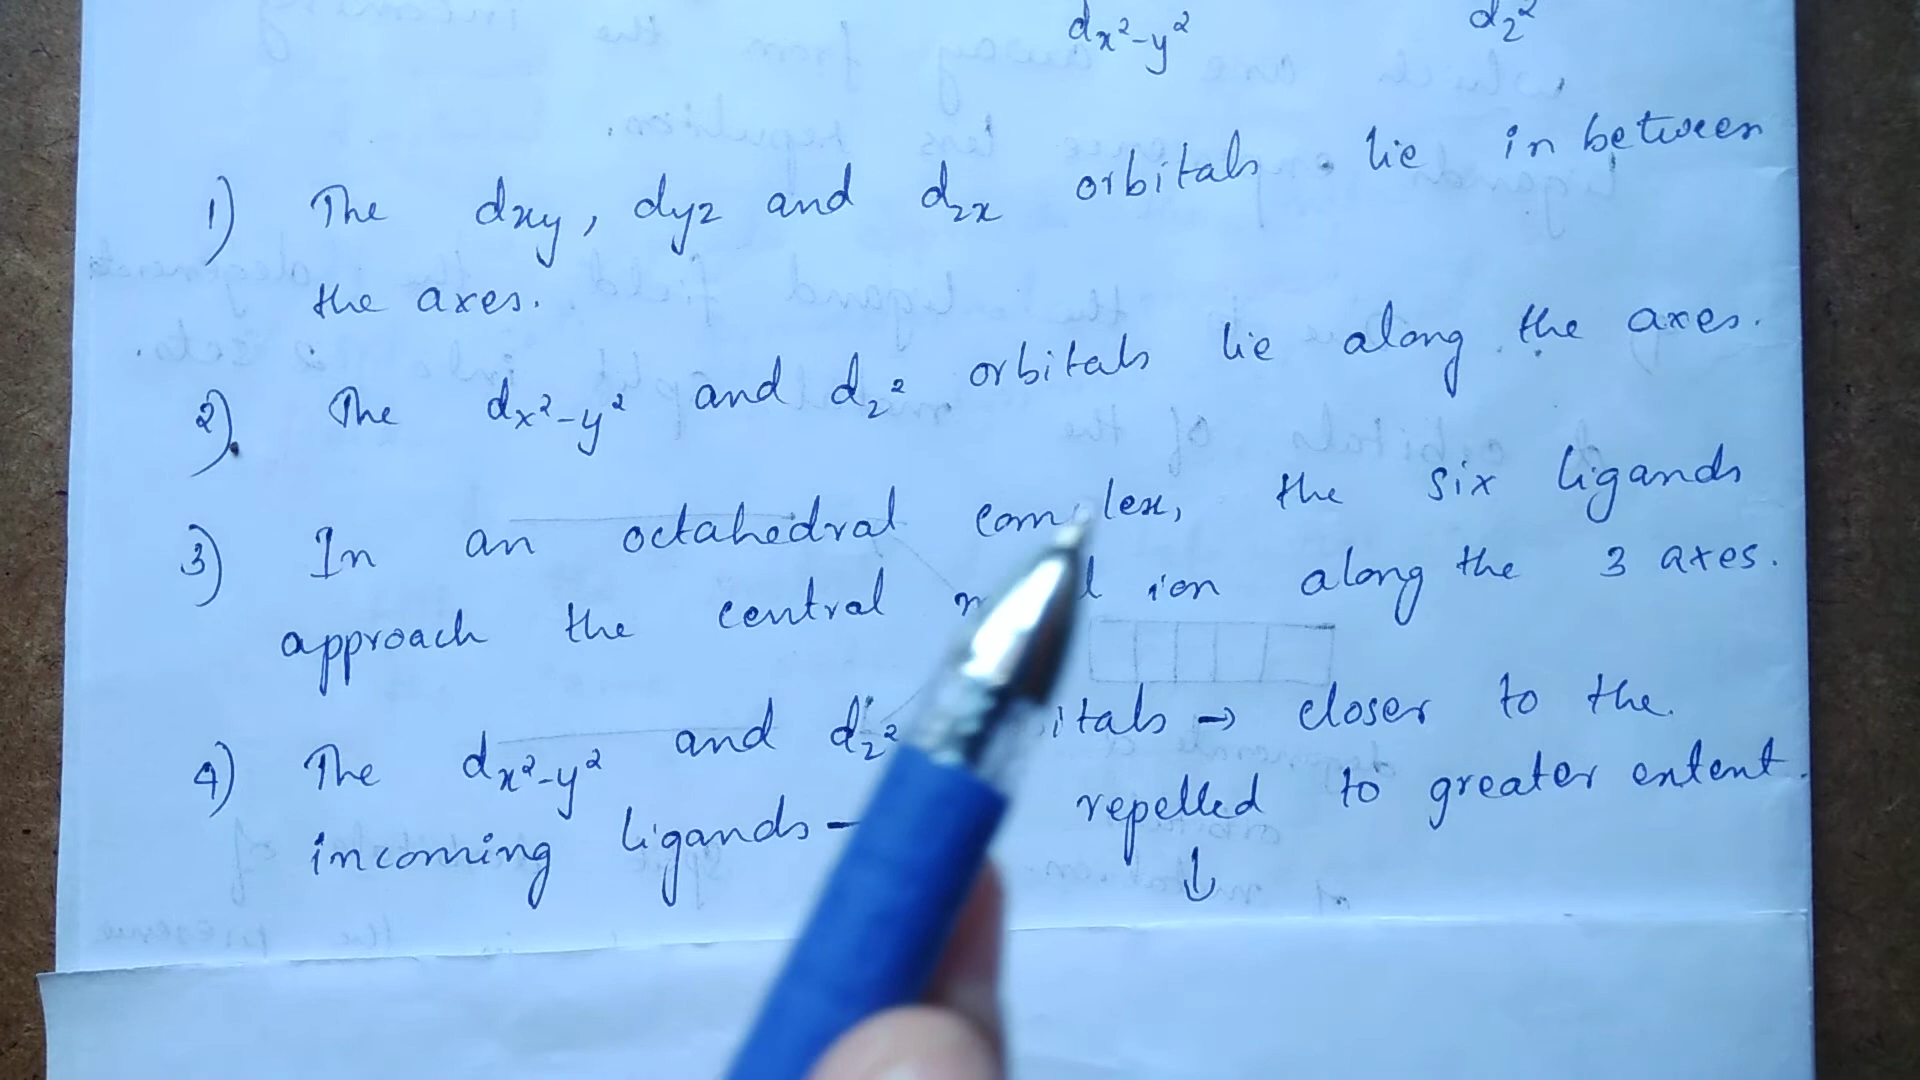 dx²-y² dz²
1) The dxy, dyz and dzx orbitals lie in between
the axes.
2) The dx²-y² and dz² orbitals lie along the axes.
3) In an octahedral complex, the six ligands
approach the central ion along the 3 axes.
4) The dx²-y² and dz² → closer to the
incoming ligands - repelled to greater extent
↓